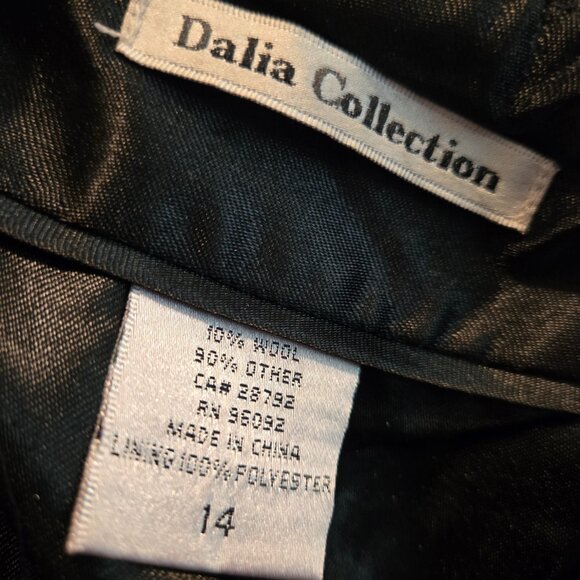 Dalia Collection
10% WOOL
90% OTHER
CA# 28792
RN 96092
MADE IN CHINA
LINING 100% POLYESTER
14